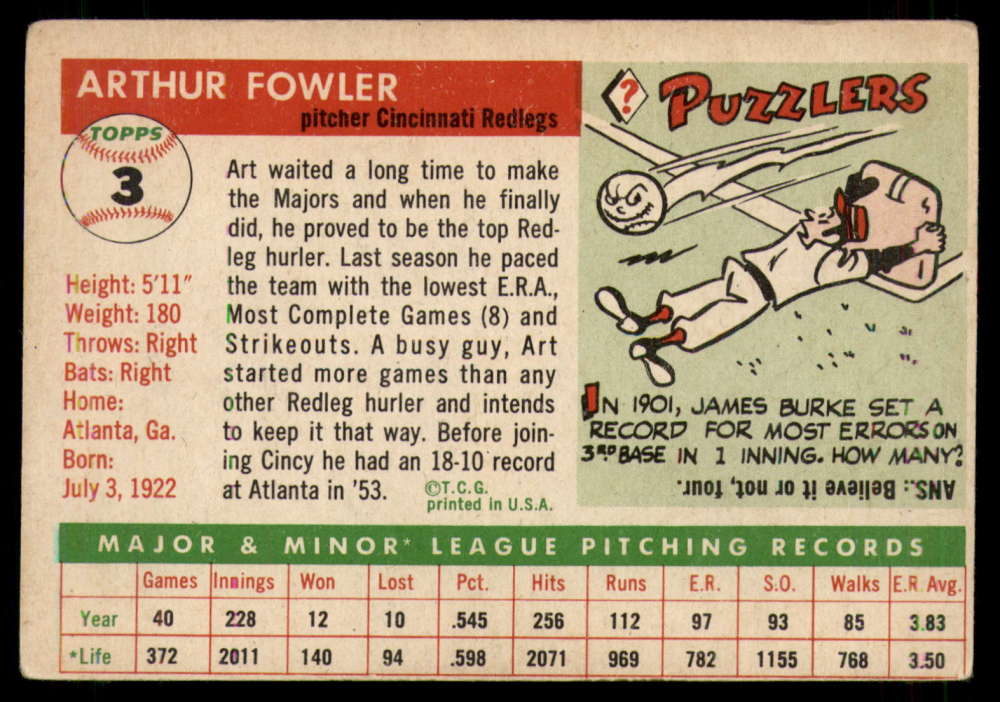 ARTHUR FOWLER
pitcher Cincinnati Redlegs
TOPPS
3
Height: 5'11"
Weight: 180
Throws: Right
Bats: Right
Home:
Atlanta, Ga.
Born:
July 3, 1922
Art waited a long time to make
the Majors and when he finally
did, he proved to be the top Red-
leg hurler. Last season he paced
the team with the lowest E.R.A.,
Most Complete Games (8) and
Strikeouts. A busy guy, Art
started more games than any
other Redleg hurler and intends
to keep it that way. Before join-
ing Cincy he had an 18-10 record
at Atlanta in '53.
©T.C.G.
printed in U.S.A.
?
PUZZLERS
IN 1901, JAMES BURKE SET A
RECORD FOR MOST ERRORS ON
3RD BASE IN 1 INNING. HOW MANY?
ANS.: Believe it or not, four.
MAJOR & MINOR* LEAGUE PITCHING RECORDS
Games Innings Won Lost Pct. Hits Runs E.R. S.O. Walks E.R. Avg.
Year 40 228 12 10 .545 256 112 97 93 85 3.83
*Life 372 2011 140 94 .598 2071 969 782 1155 768 3.50